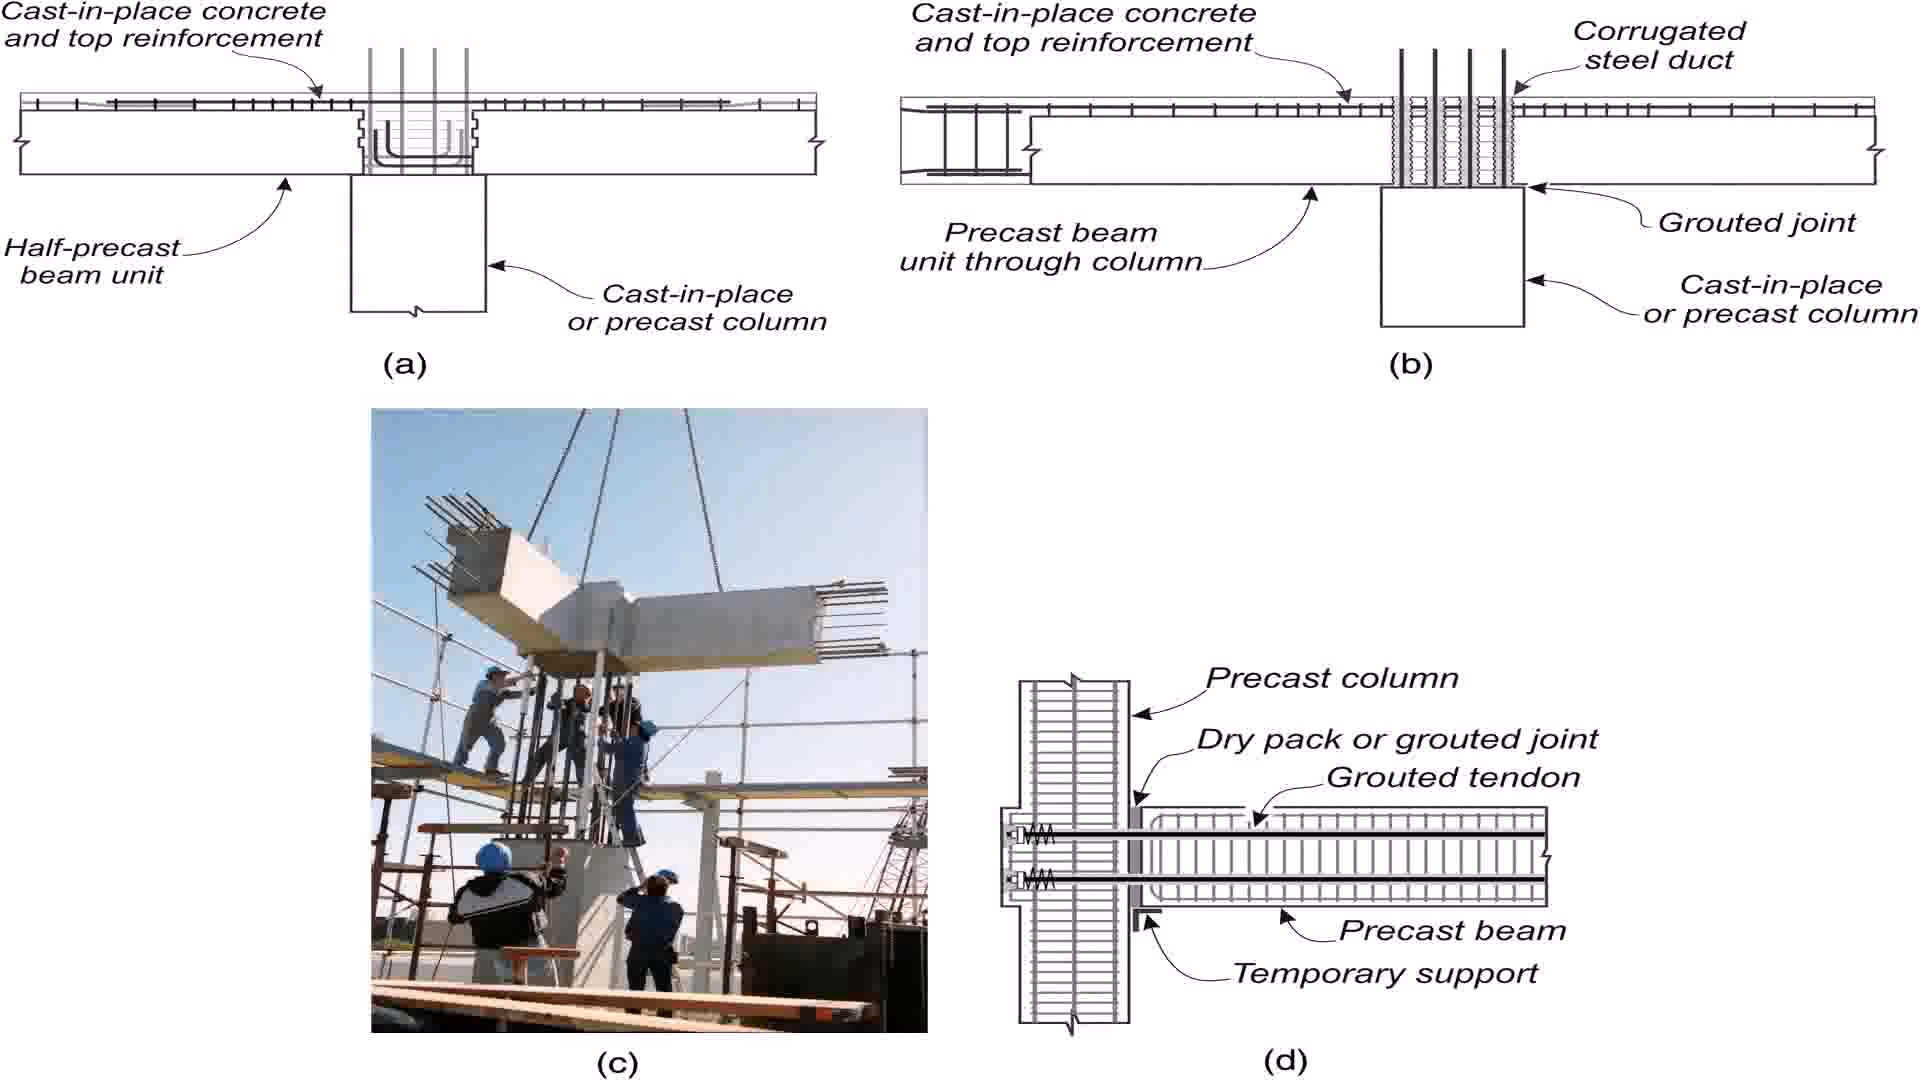 Cast-in-place concrete
and top reinforcement
Half-precast
beam unit
Cast-in-place
or precast column
(a)
Cast-in-place concrete
and top reinforcement
Corrugated
steel duct
Precast beam
unit through column
Grouted joint
Cast-in-place
or precast column
(b)
(c)
Precast column
Dry pack or grouted joint
Grouted tendon
Precast beam
Temporary support
(d)